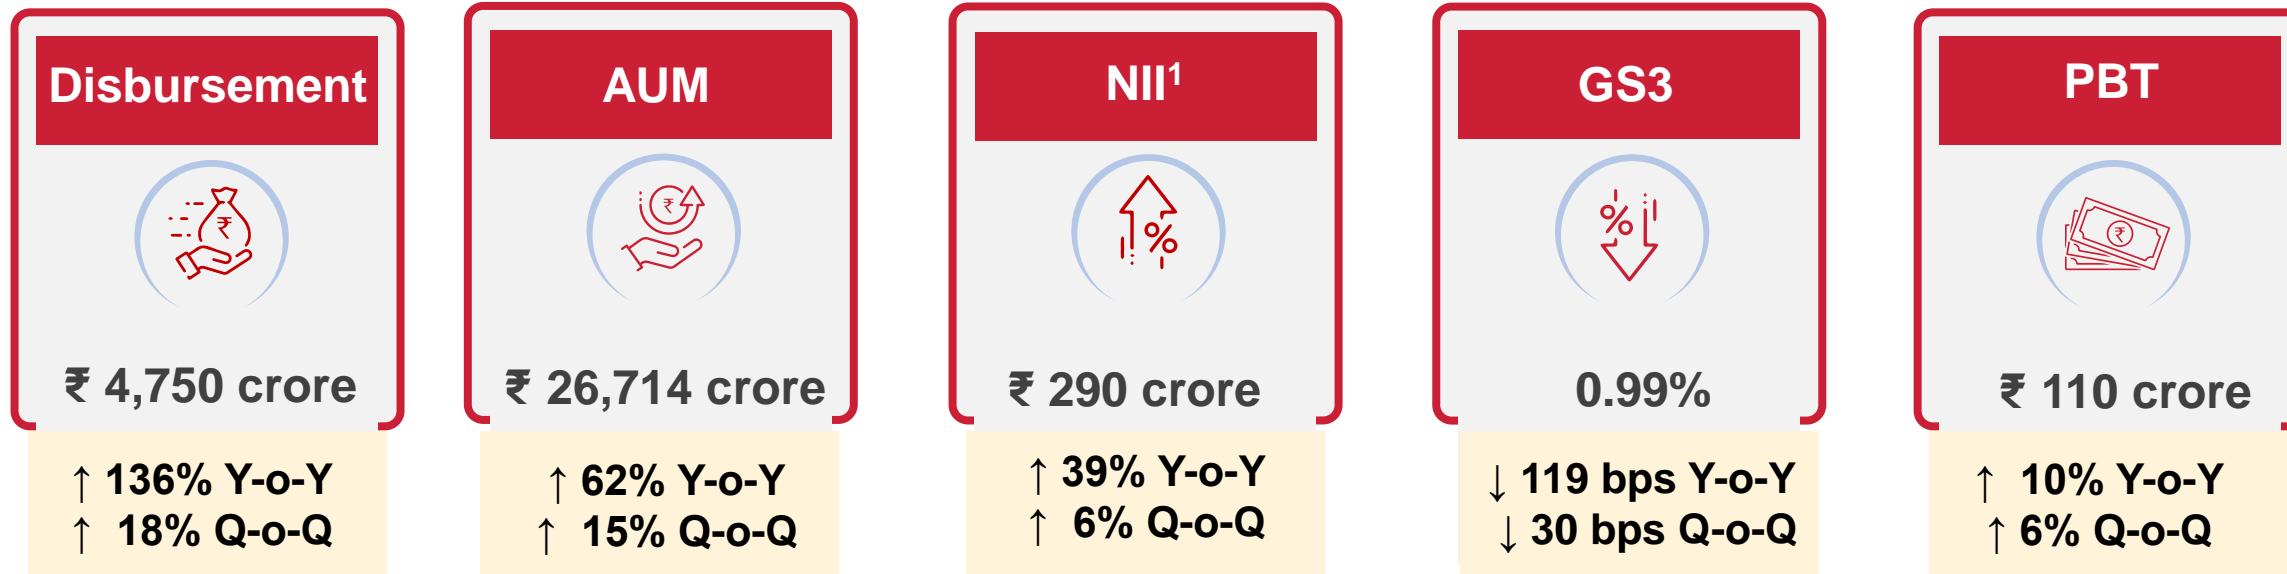 Disbursement
₹ 4,750 crore
↑ 136% Y-o-Y
↑ 18% Q-o-Q
AUM
₹ 26,714 crore
↑ 62% Y-o-Y
↑ 15% Q-o-Q
NII¹
₹ 290 crore
↑ 39% Y-o-Y
↑ 6% Q-o-Q
GS3
0.99%
↓ 119 bps Y-o-Y
↓ 30 bps Q-o-Q
PBT
₹ 110 crore
↑ 10% Y-o-Y
↑ 6% Q-o-Q